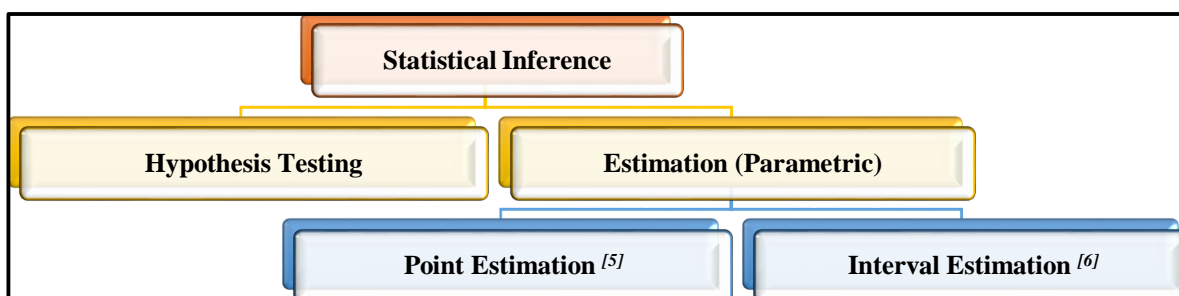 Statistical Inference
Hypothesis Testing
Estimation (Parametric)
Point Estimation [5]
Interval Estimation [6]